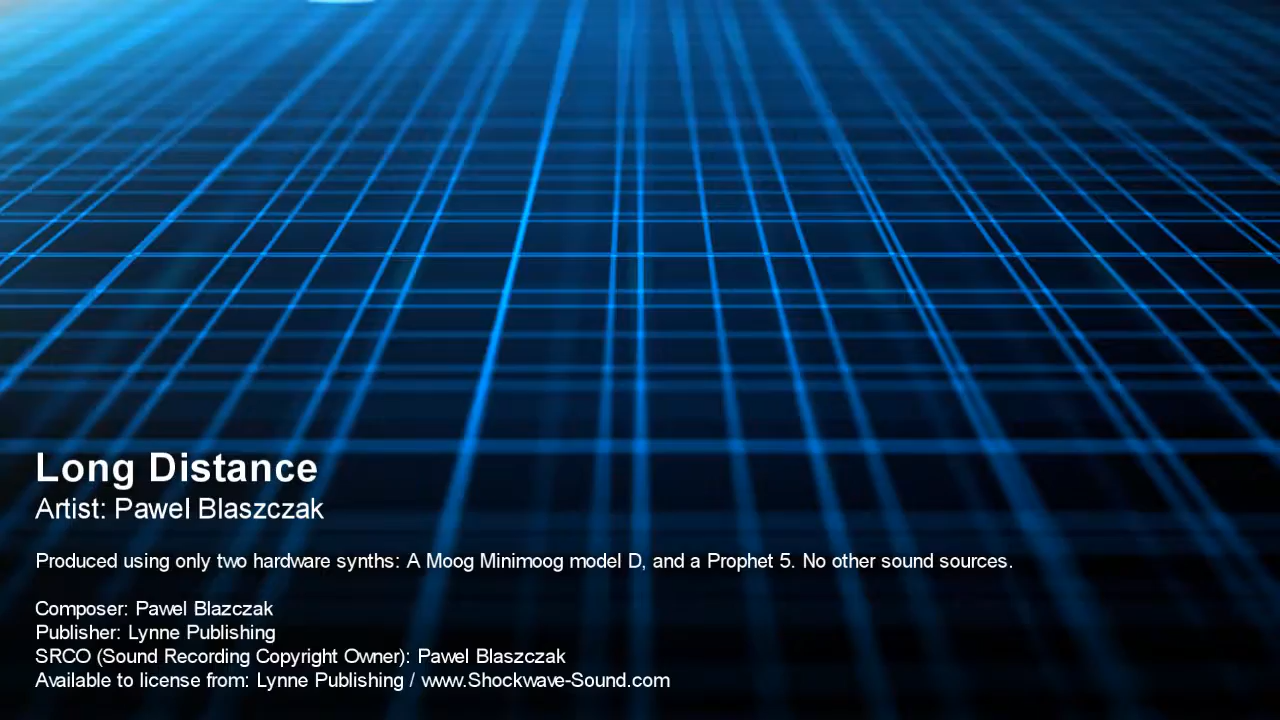 Long Distance
Artist: Pawel Blaszczak
Produced using only two hardware synths: A Moog Minimoog model D, and a Prophet 5. No other sound sources.
Composer: Pawel Blazczak
Publisher: Lynne Publishing
SRCO (Sound Recording Copyright Owner): Pawel Blaszczak
Available to license from: Lynne Publishing / www.Shockwave-Sound.com